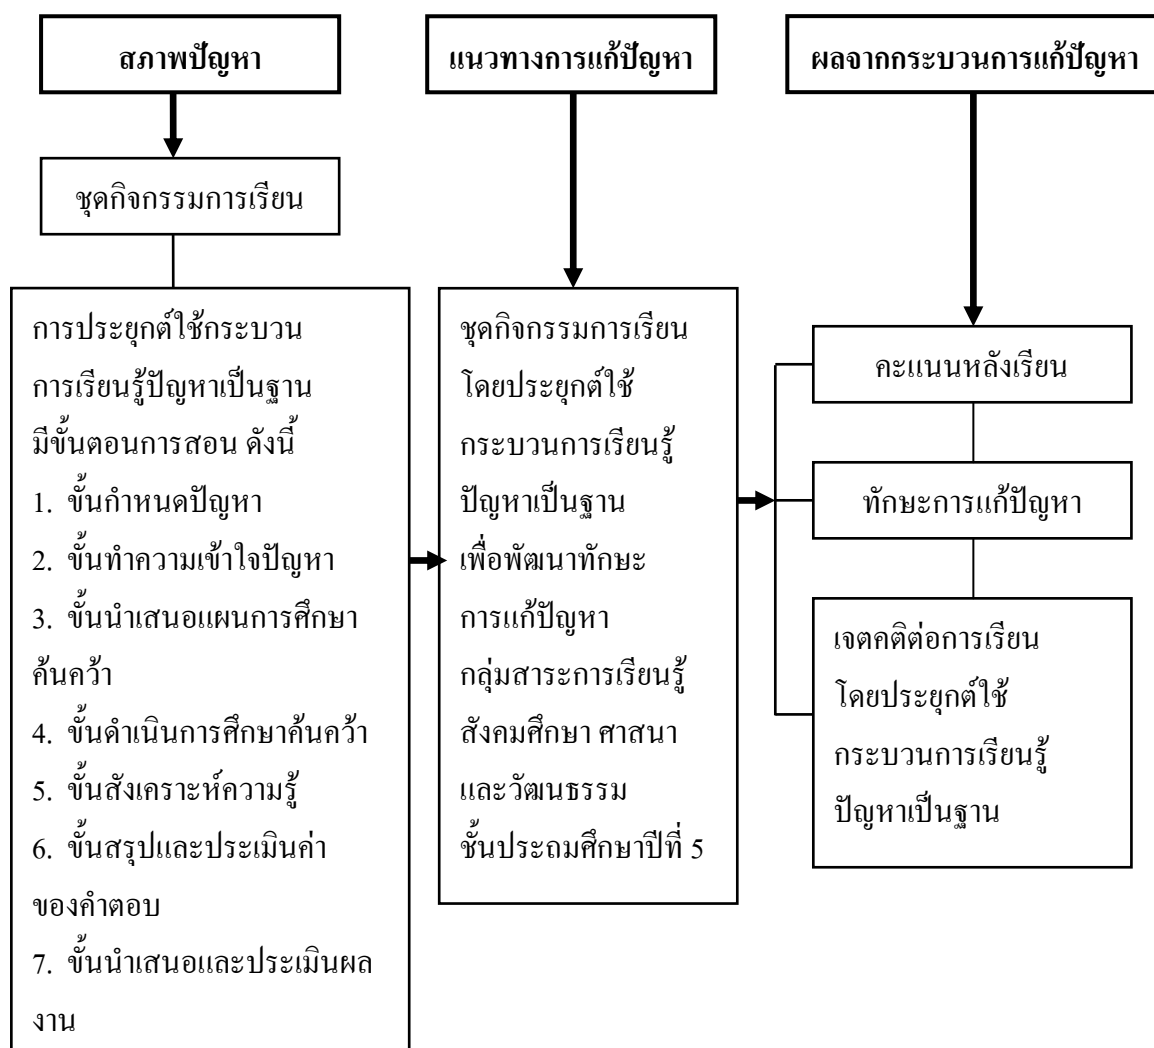 สภาพปัญหา
แนวทางการแก้ปัญหา
ผลจากกระบวนการแก้ปัญหา
ชุดกิจกรรมการเรียน
การประยุกต์ใช้กระบวน
การเรียนรู้ปัญหาเป็นฐาน
มีขั้นตอนการสอน ดังนี้
1. ขั้นกำหนดปัญหา
2. ขั้นทำความเข้าใจปัญหา
3. ขั้นนำเสนอแผนการศึกษา
ค้นคว้า
4. ขั้นดำเนินการศึกษาค้นคว้า
5. ขั้นสังเคราะห์ความรู้
6. ขั้นสรุปและประเมินค่า
ของคำตอบ
7. ขั้นนำเสนอและประเมินผล
งาน
ชุดกิจกรรมการเรียน
โดยประยุกต์ใช้
กระบวนการเรียนรู้
ปัญหาเป็นฐาน
เพื่อพัฒนาทักษะ
การแก้ปัญหา
กลุ่มสาระการเรียนรู้
สังคมศึกษา ศาสนา
และวัฒนธรรม
ชั้นประถมศึกษาปีที่ 5
คะแนนหลังเรียน
ทักษะการแก้ปัญหา
เจตคติต่อการเรียน
โดยประยุกต์ใช้
กระบวนการเรียนรู้
ปัญหาเป็นฐาน